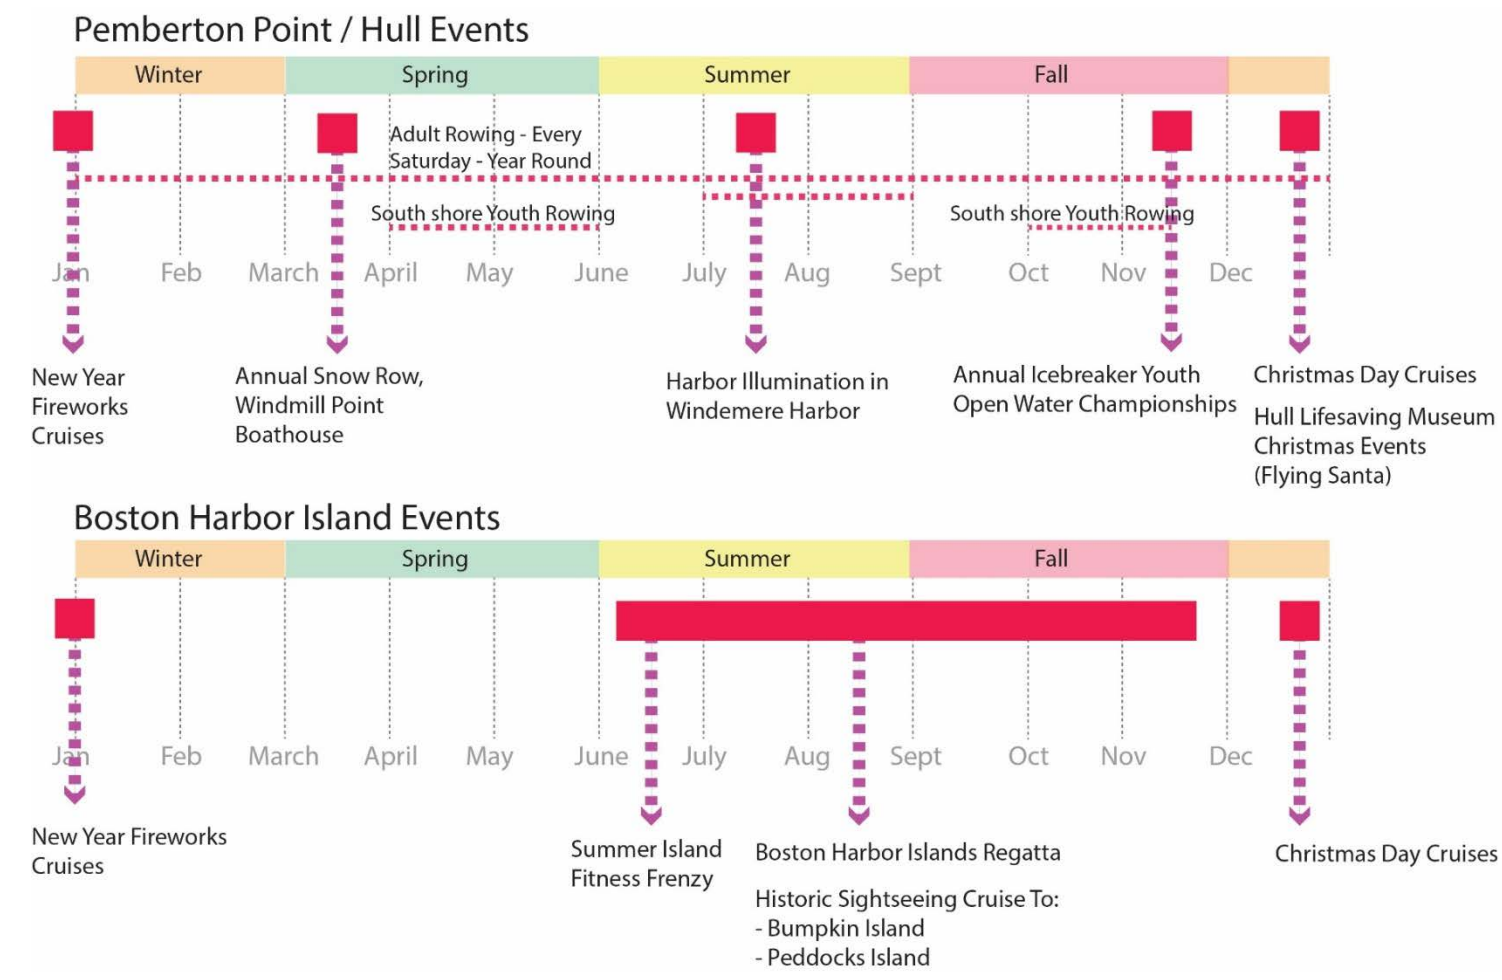 Pemberton Point / Hull Events
Winter Spring Summer Fall
Adult Rowing - Every
Saturday - Year Round
South shore Youth Rowing South shore Youth Rowing
Jan Feb March April May June July Aug Sept Oct Nov Dec
New Year
Fireworks
Cruises
Annual Snow Row,
Windmill Point
Boathouse
Harbor Illumination in
Windemere Harbor
Annual Icebreaker Youth
Open Water Championships
Christmas Day Cruises
Hull Lifesaving Museum
Christmas Events
(Flying Santa)
Boston Harbor Island Events
Winter Spring Summer Fall
Jan Feb March April May June July Aug Sept Oct Nov Dec
New Year Fireworks
Cruises
Summer Island
Fitness Frenzy
Boston Harbor Islands Regatta
Historic Sightseeing Cruise To:
- Bumpkin Island
- Peddocks Island
Christmas Day Cruises